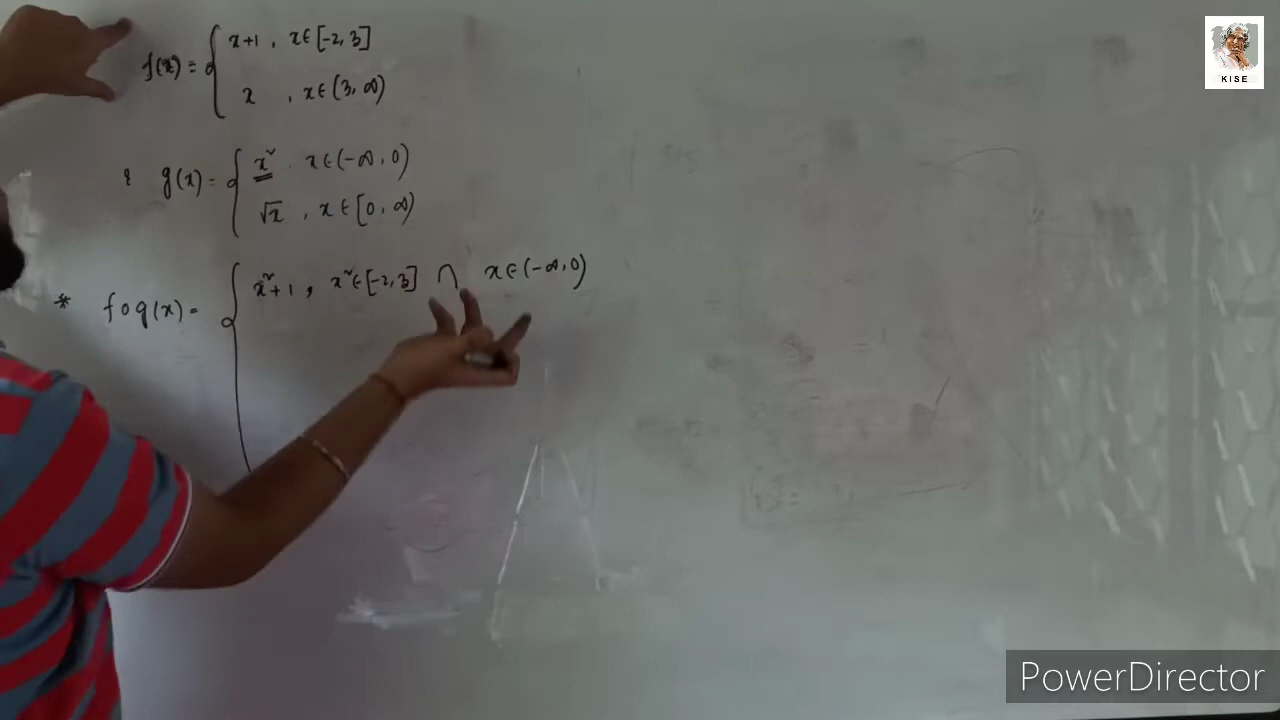 f(x) = { x+1 , x∈[-2, 3]
x , x∈(3, ∞)
& g(x) = { x² . x∈(-∞, 0)
√x , x∈[0, ∞)
* fog(x) = { x²+1 , x²∈[-2, 3] ∩ x∈(-∞, 0)
KISE
PowerDirector